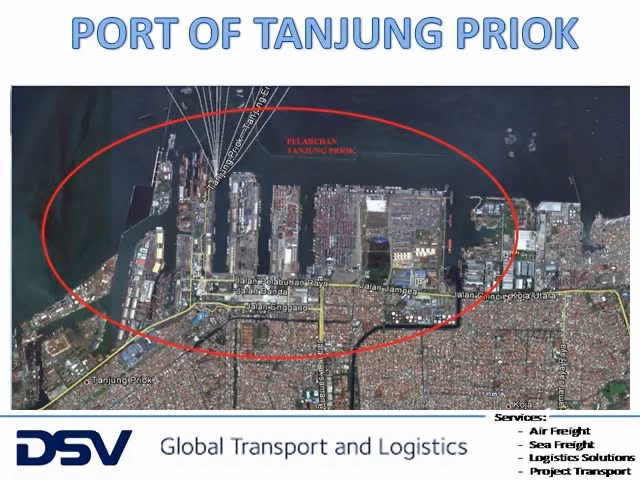 PORT OF TANJUNG PRIOK
PELABUHAN
TANJUNG PRIOK
Jalan Pelabuhan Raya
Jalan Jampea
Jalan Enggano
Tanjung Priok
Koja
Services:
- Air Freight
- Sea Freight
- Logistics Solutions
- Project Transport
DSV
Global Transport and Logistics